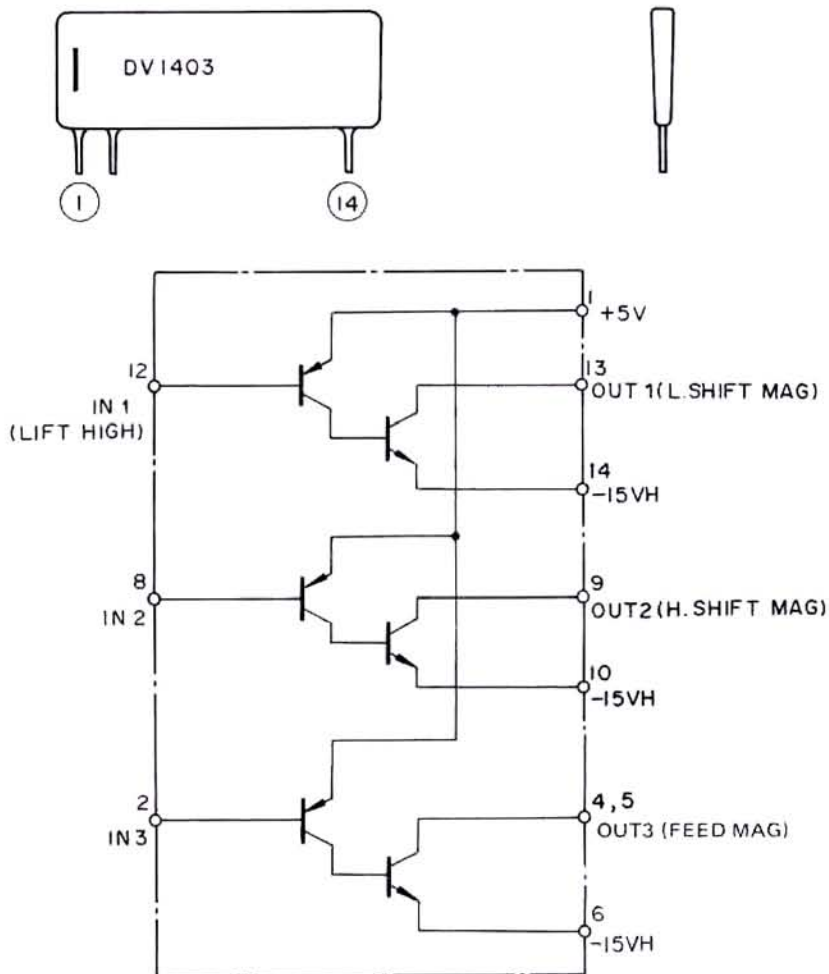 DV1403
1
14
1
+5V
12
IN 1
(LIFT HIGH)
13
OUT 1(L.SHIFT MAG)
14
-15VH
8
IN 2
9
OUT2 (H. SHIFT MAG)
10
-15VH
2
IN3
4,5
OUT3 (FEED MAG)
6
-15VH